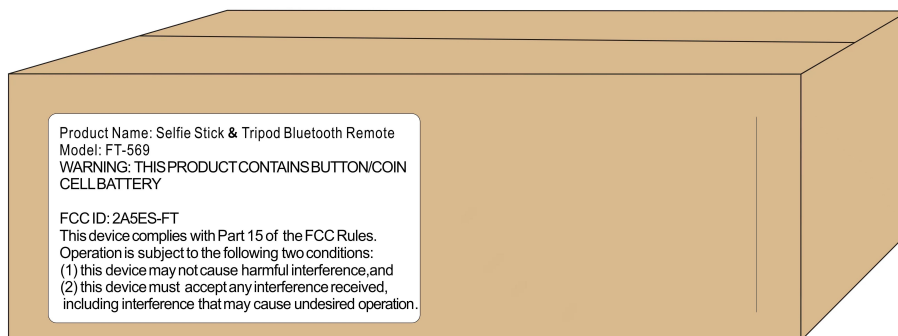 Product Name: Selfie Stick & Tripod Bluetooth Remote
Model: FT-569
WARNING: THIS PRODUCT CONTAINS BUTTON/COIN
CELL BATTERY
FCC ID: 2A5ES-FT
This device complies with Part 15 of the FCC Rules.
Operation is subject to the following two conditions:
(1) this device may not cause harmful interference,and
(2) this device must accept any interference received,
including interference that may cause undesired operation.